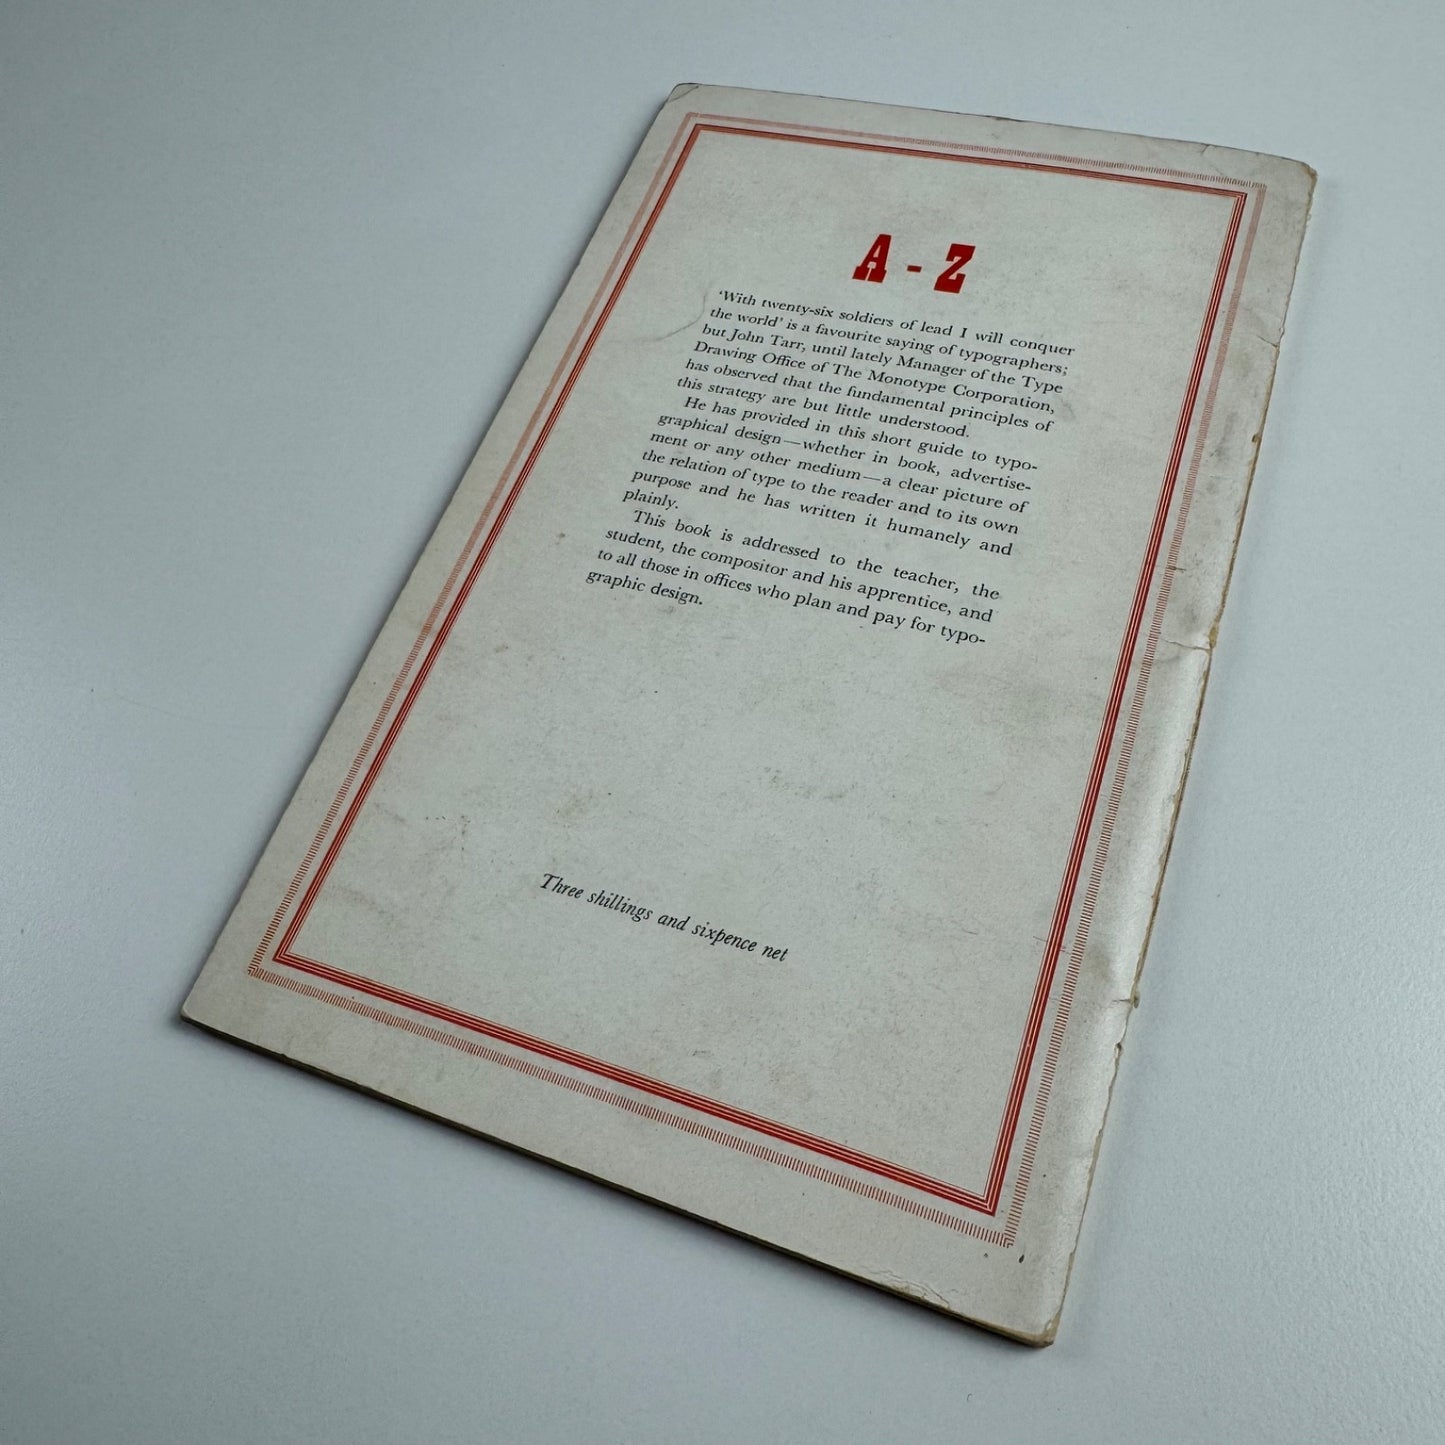 A - Z
‘With twenty-six soldiers of lead I will conquer
the world’ is a favourite saying of typographers;
but John Tarr, until lately Manager of the Type
Drawing Office of The Monotype Corporation,
has observed that the fundamental principles of
this strategy are but little understood.
He has provided in this short guide to typo-
graphical design—whether in book, advertise-
ment or any other medium—a clear picture of
the relation of type to the reader and to its own
purpose and he has written it humanely and
plainly.
This book is addressed to the teacher, the
student, the compositor and his apprentice, and
to all those in offices who plan and pay for typo-
graphic design.
Three shillings and sixpence net